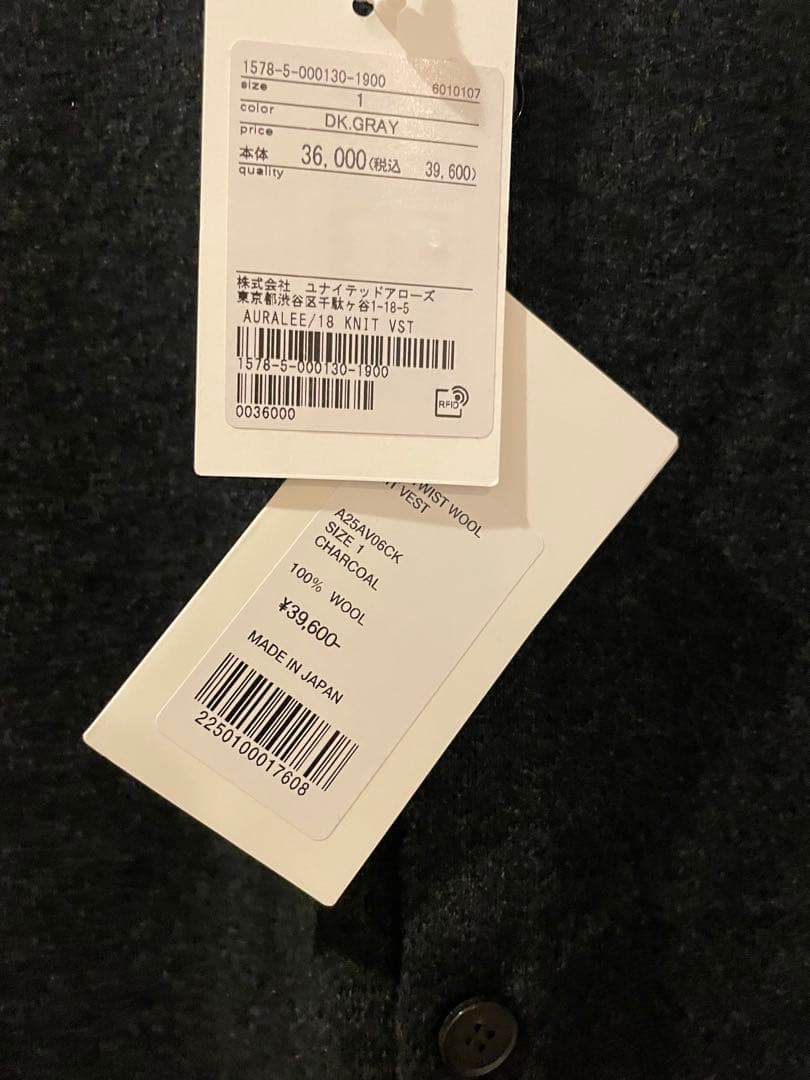 1578-5-000130-1900
6010107
size 1
color DK.GRAY
price
本体 36,000(税込 39,600)
quality
株式会社 ユナイテッドアローズ
東京都渋谷区千駄ヶ谷1-18-5
AURALEE/18 KNIT VST
1578-5-000130-1900
0036000
RFID
WIST WOOL
T VEST
A25AV06CK
SIZE 1
CHARCOAL
100% WOOL
¥39,600-
MADE IN JAPAN
2250100017608